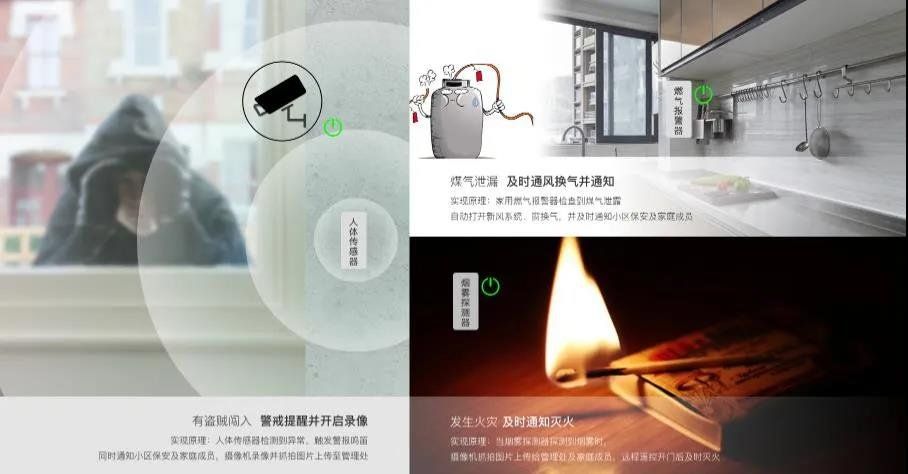 人体传感器
有盗贼闯入 警戒提醒并开启录像
实现原理：人体传感器检测到异常，触发警报鸣笛
同时通知小区保安及家庭成员，摄像机录像并抓拍图片上传至管理处
燃气报警器
煤气泄漏 及时通风换气并通知
实现原理：家用燃气报警器检查到煤气泄露
自动打开新风系统、窗换气，并及时通知小区保安及家庭成员
烟雾探测器
发生火灾 及时通知灭火
实现原理：当烟雾探测器探测到烟雾时，
摄像机抓拍图片上传给管理处及家庭成员，远程遥控开门后及时灭火